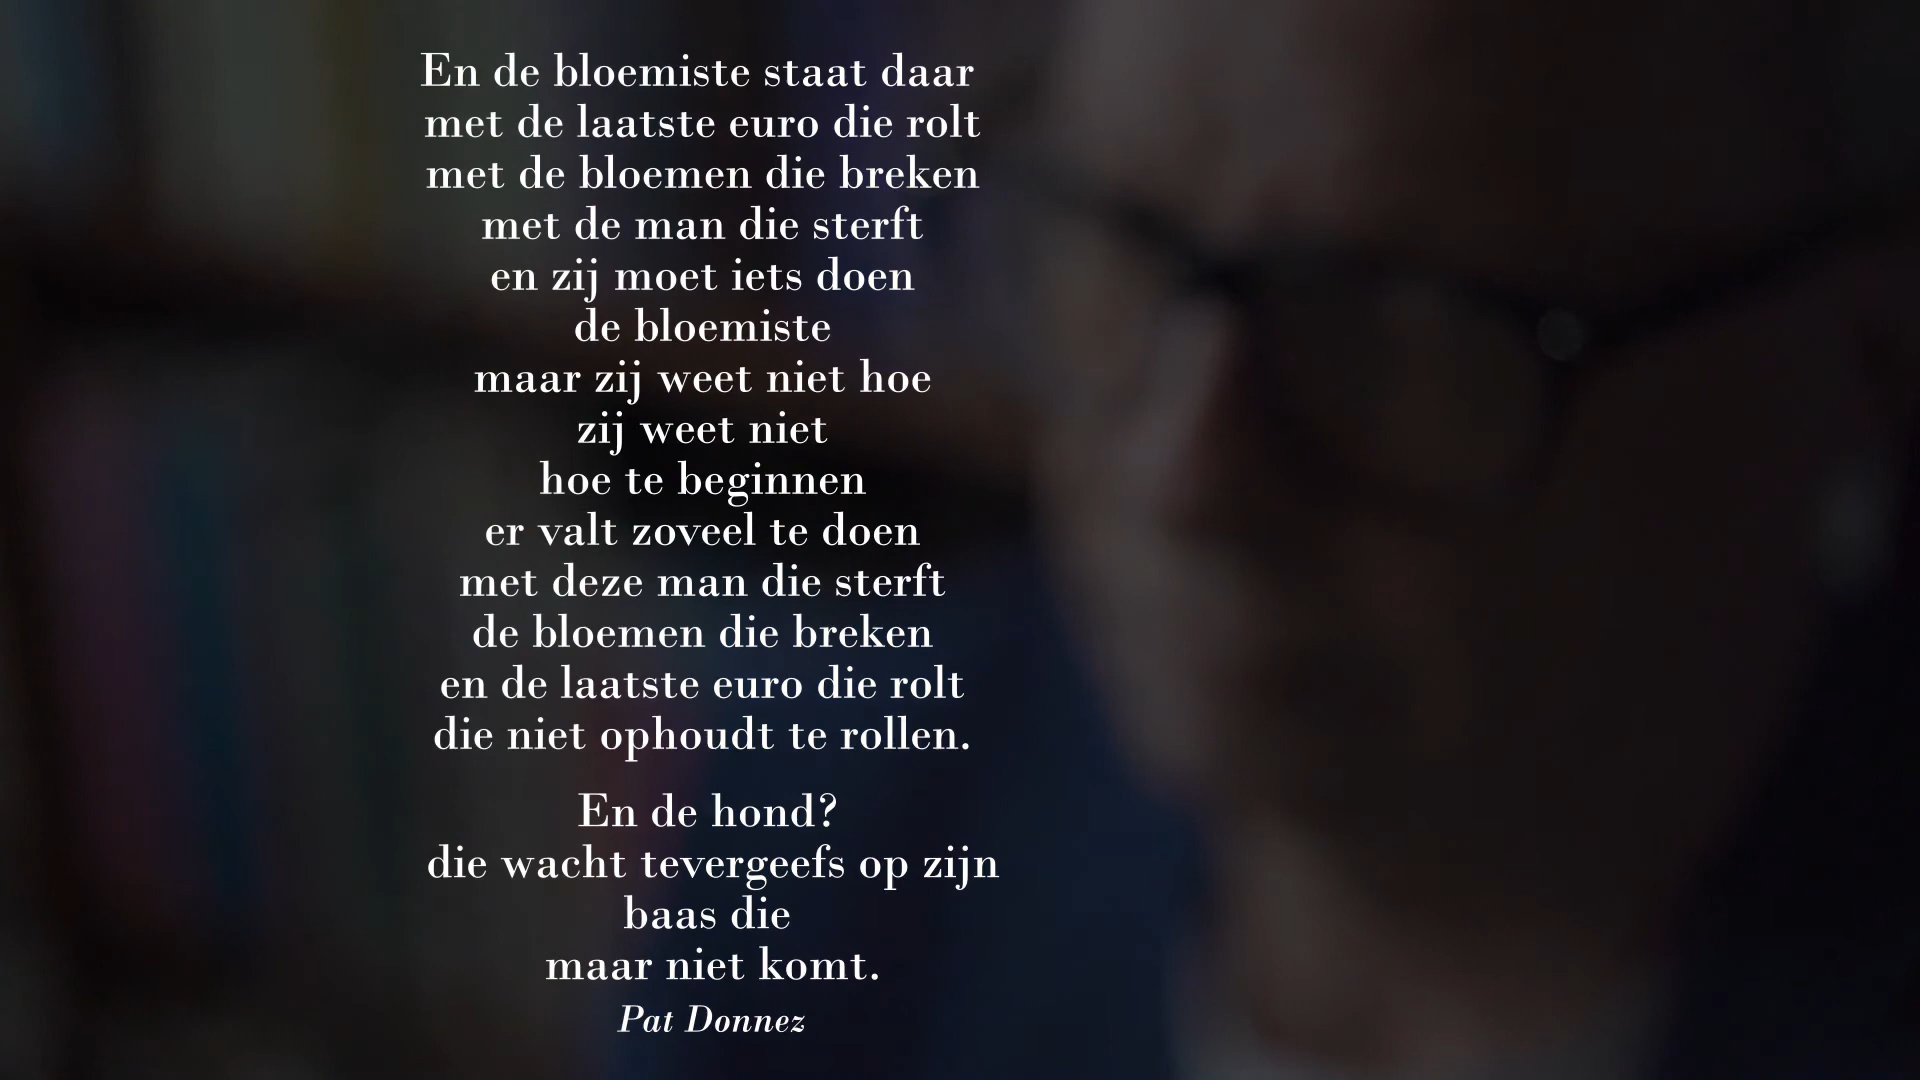 En de bloemiste staat daar
met de laatste euro die rolt
met de bloemen die breken
met de man die sterft
en zij moet iets doen
de bloemiste
maar zij weet niet hoe
zij weet niet
hoe te beginnen
er valt zoveel te doen
met deze man die sterft
de bloemen die breken
en de laatste euro die rolt
die niet ophoudt te rollen.
En de hond?
die wacht tevergeefs op zijn
baas die
maar niet komt.
Pat Donnez